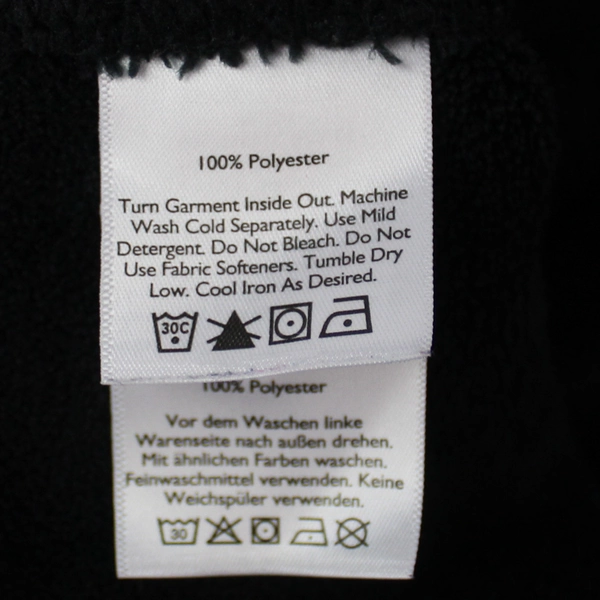 100% Polyester
Turn Garment Inside Out. Machine
Wash Cold Separately. Use Mild
Detergent. Do Not Bleach. Do Not
Use Fabric Softeners. Tumble Dry
Low. Cool Iron As Desired.
30C
100% Polyester
Vor dem Waschen linke
Warenseite nach außen drehen.
Mit ähnlichen Farben waschen.
Feinwaschmittel verwenden. Keine
Weichspüler verwenden.
30